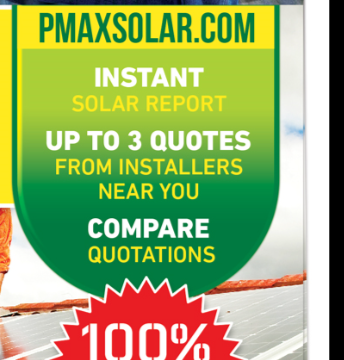 PMAXSOLAR.COM
INSTANT
SOLAR REPORT
UP TO 3 QUOTES
FROM INSTALLERS
NEAR YOU
COMPARE
QUOTATIONS
100%